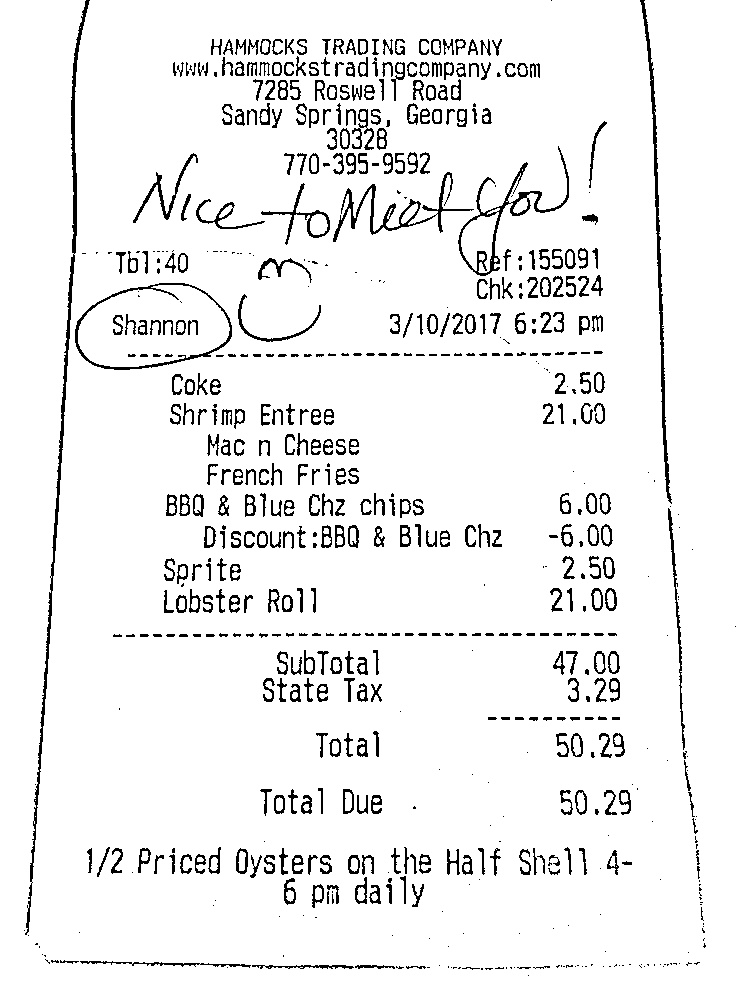 HAMMOCKS TRADING COMPANY
www.hammockstradingcompany.com
7285 Roswell Road
Sandy Springs, Georgia
30328
770-395-9592
Nice to Meet You!
Tbl:40 Ref:155091
Chk:202524
Shannon 3/10/2017 6:23 pm
Coke 2.50
Shrimp Entree 21.00
Mac n Cheese
French Fries
BBQ & Blue Chz chips 6.00
Discount:BBQ & Blue Chz -6.00
Sprite 2.50
Lobster Roll 21.00
SubTotal 47.00
State Tax 3.29
Total 50.29
Total Due 50.29
1/2 Priced Oysters on the Half Shell 4-
6 pm daily